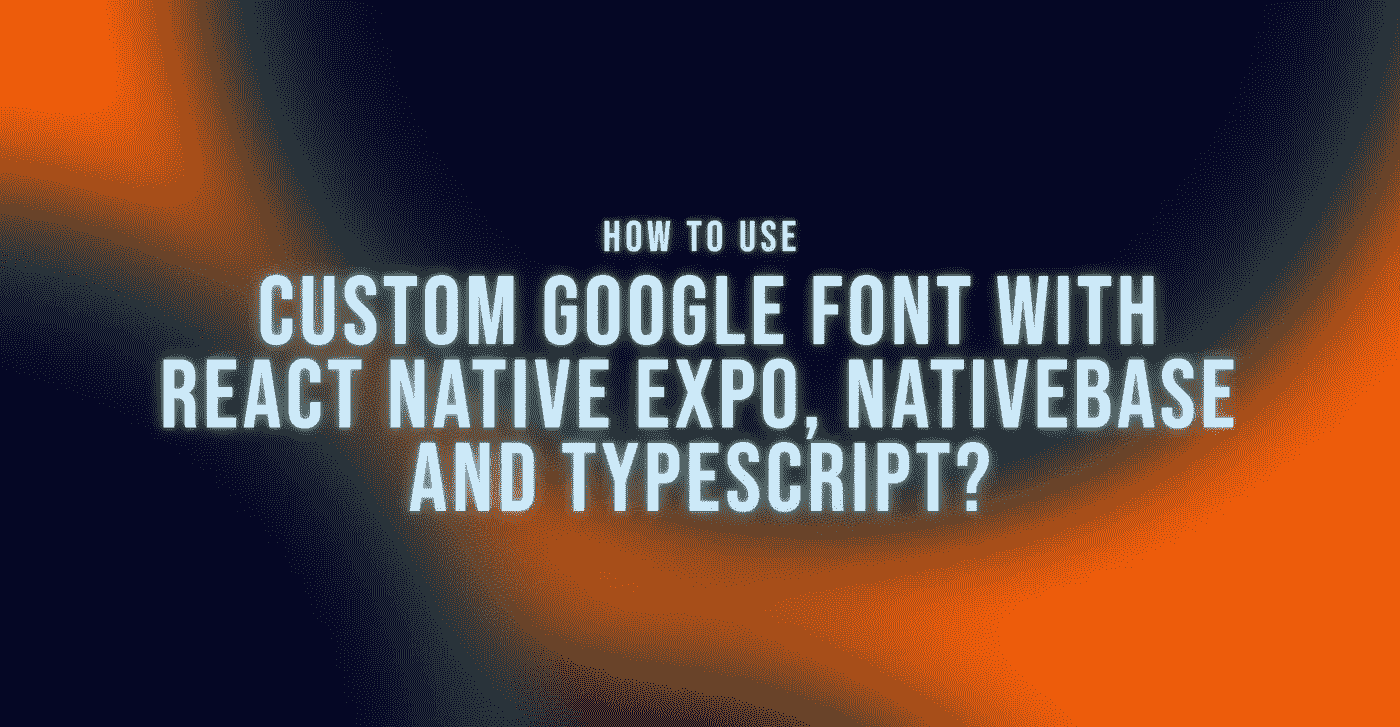 HOW TO USE
CUSTOM GOOGLE FONT WITH
REACT NATIVE EXPO, NATIVEBASE
AND TYPESCRIPT?